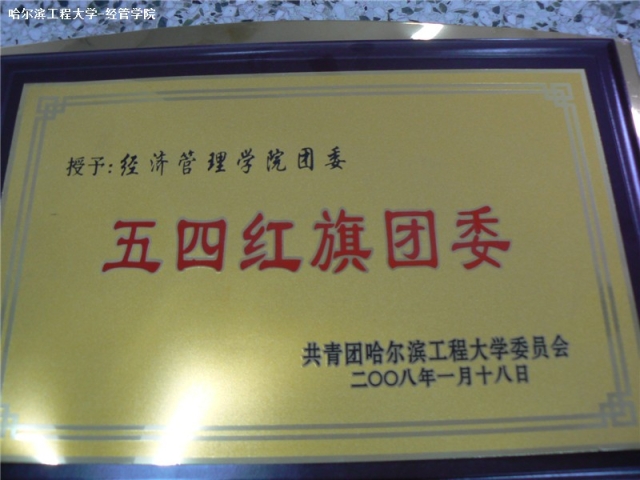 哈尔滨工程大学-经管学院
授予:经济管理学院团委
五四红旗团委
共青团哈尔滨工程大学委员会
二〇〇八年一月十八日